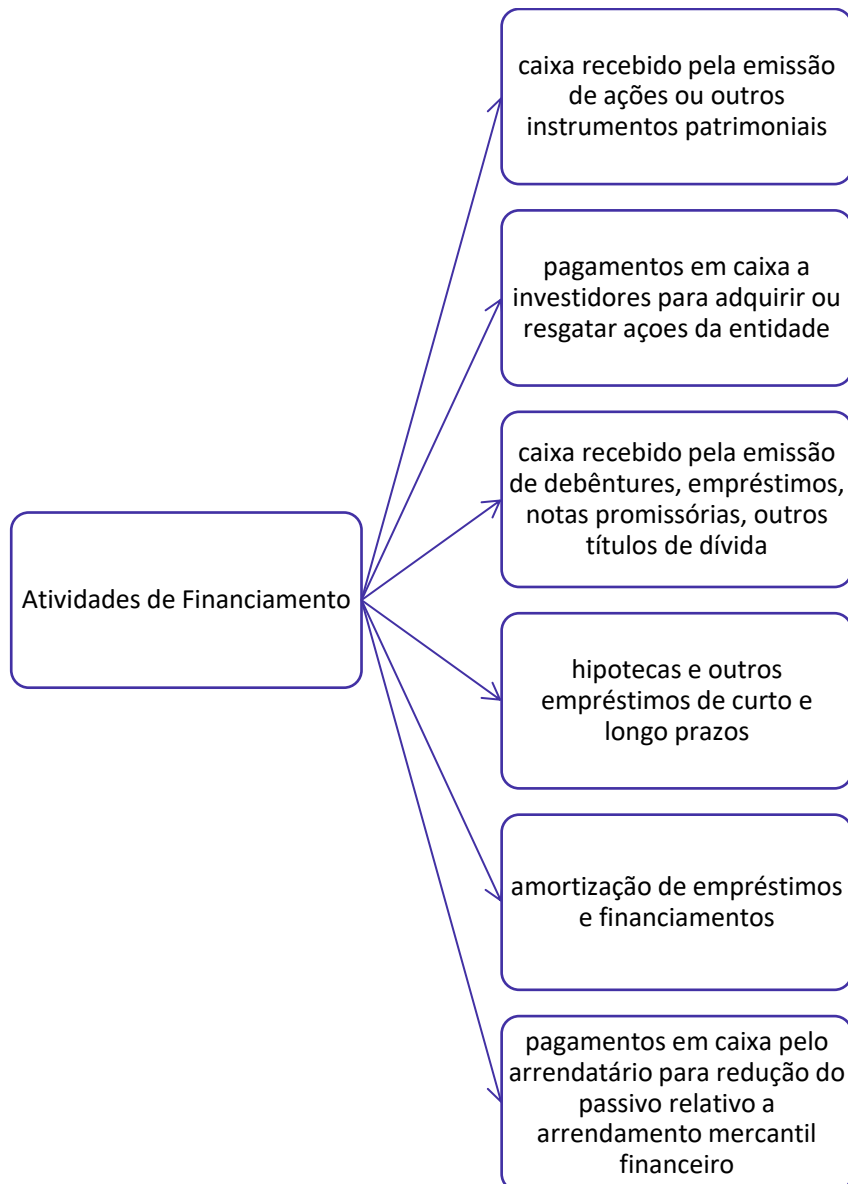 caixa recebido pela emissão
de ações ou outros
instrumentos patrimoniais
pagamentos em caixa a
investidores para adquirir ou
resgatar açoes da entidade
caixa recebido pela emissão
de debêntures, empréstimos,
notas promissórias, outros
títulos de dívida
Atividades de Financiamento
hipotecas e outros
empréstimos de curto e
longo prazos
amortização de empréstimos
e financiamentos
pagamentos em caixa pelo
arrendatário para redução do
passivo relativo a
arrendamento mercantil
financeiro